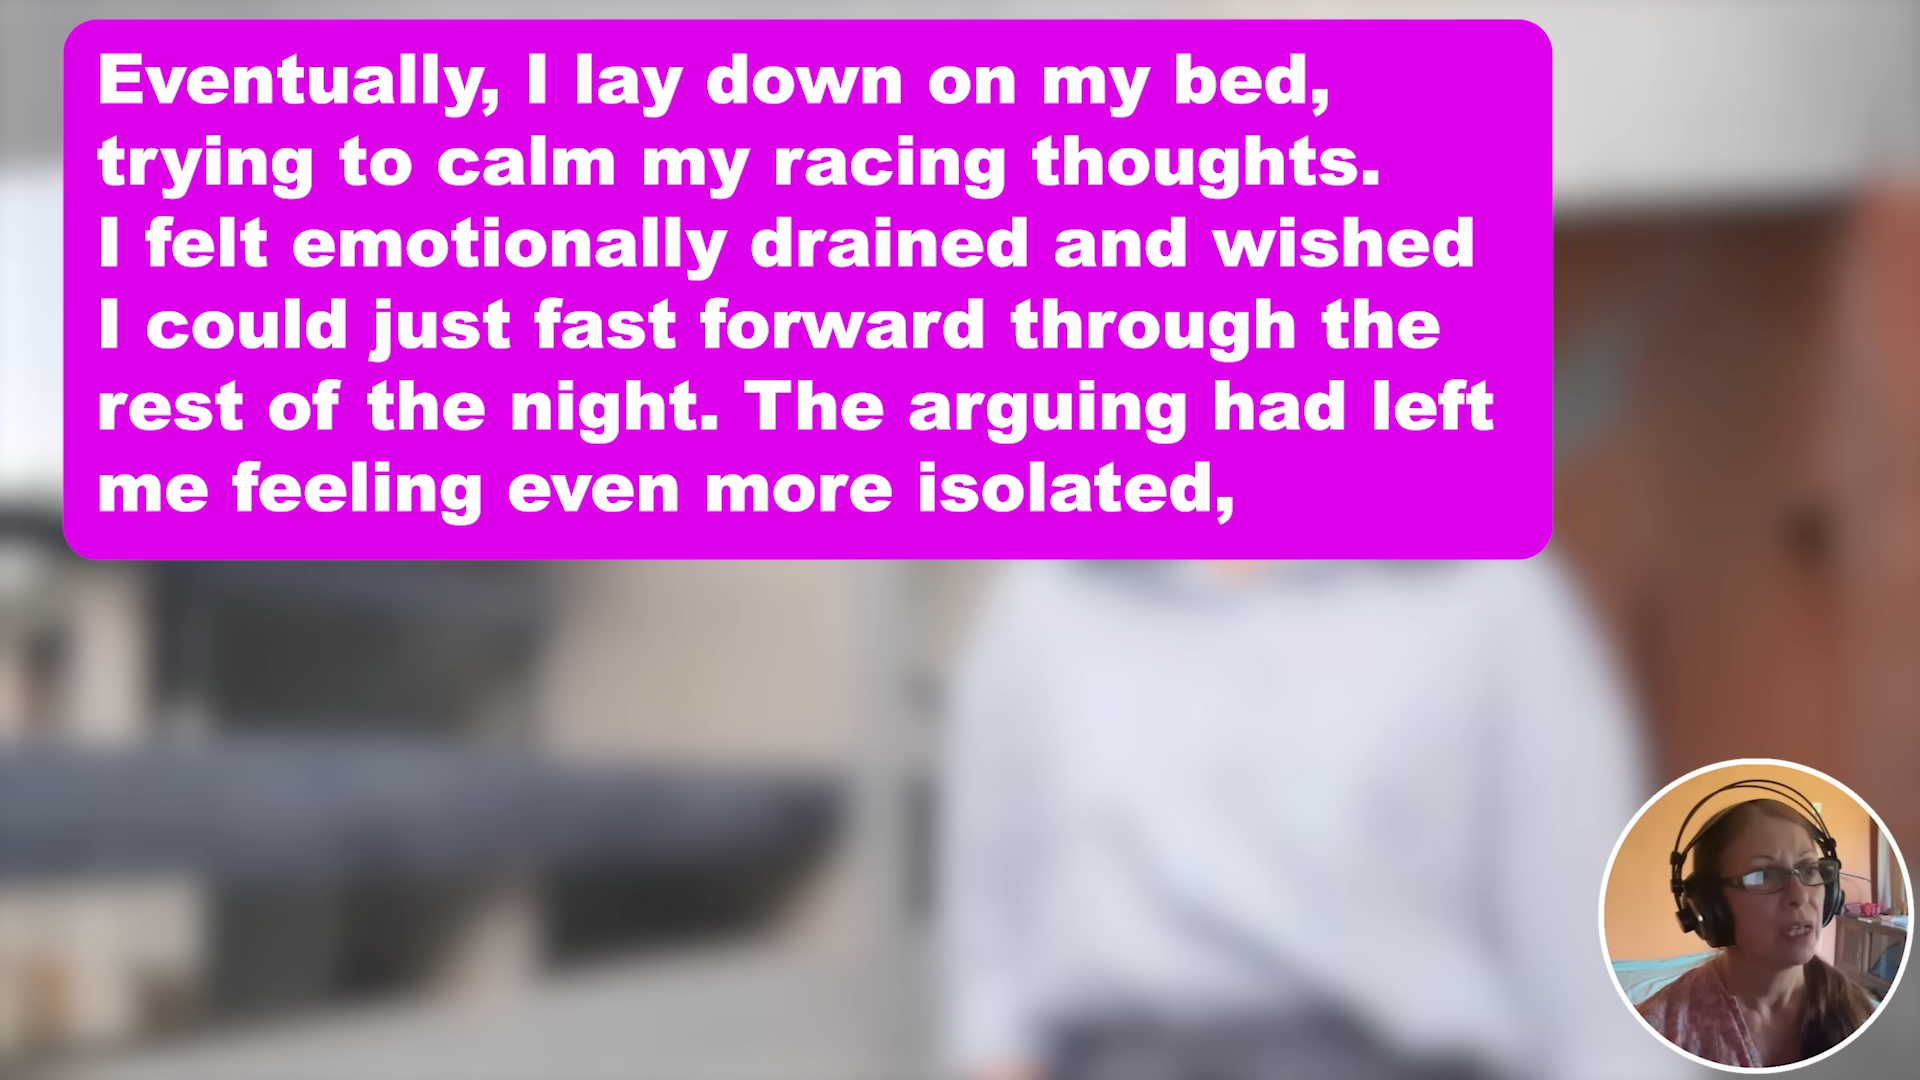 Eventually, I lay down on my bed,
trying to calm my racing thoughts.
I felt emotionally drained and wished
I could just fast forward through the
rest of the night. The arguing had left
me feeling even more isolated,